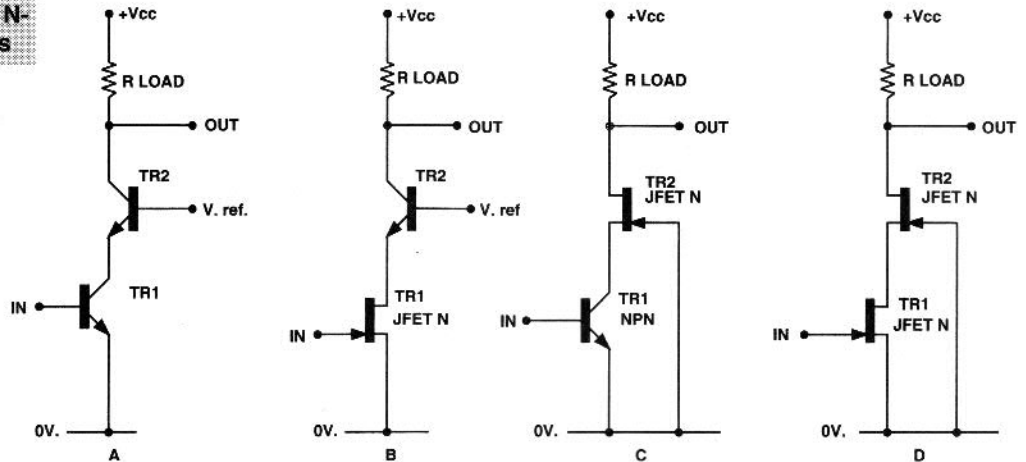 N-
s
+Vcc
R LOAD
OUT
TR2
V. ref.
TR1
IN
0V.
A
+Vcc
R LOAD
OUT
TR2
V. ref
TR1
JFET N
IN
0V.
B
+Vcc
R LOAD
OUT
TR2
JFET N
TR1
NPN
IN
0V.
C
+Vcc
R LOAD
OUT
TR2
JFET N
TR1
JFET N
IN
0V.
D